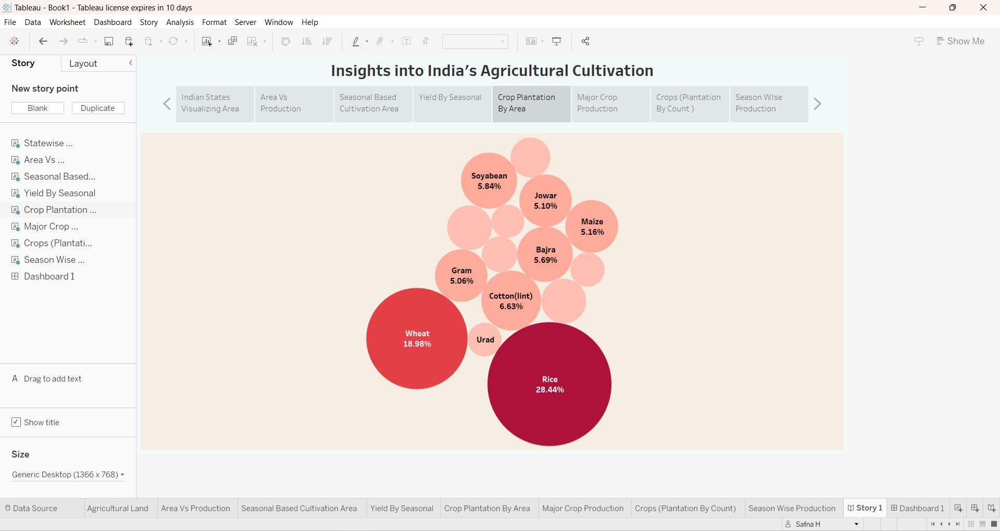 Tableau - Book1 - Tableau license expires in 10 days
File Data Worksheet Dashboard Story Analysis Format Server Window Help
Show Me
Story
Layout
New story point
Blank
Duplicate
Statewise ...
Area Vs ...
Seasonal Based...
Yield By Seasonal
Crop Plantation ...
Major Crop ...
Crops (Plantati...
Season Wise ...
Dashboard 1
A Drag to add text
Show title
Size
Generic Desktop (1366 x 768)
Insights into India's Agricultural Cultivation
Indian States
Visualizing Area
Area Vs
Production
Seasonal Based
Cultivation Area
Yield By Seasonal
Crop Plantation
By Area
Major Crop
Production
Crops (Plantation
By Count )
Season WIse
Production
Soyabean
5.84%
Jowar
5.10%
Maize
5.16%
Bajra
5.69%
Gram
5.06%
Cotton(lint)
6.63%
Wheat
18.98%
Urad
Rice
28.44%
Data Source
Agricultural Land
Area Vs Production
Seasonal Based Cultivation Area
Yield By Seasonal
Crop Plantation By Area
Major Crop Production
Crops (Plantation By Count)
Season Wise Production
Story 1
Dashboard 1
Safna H